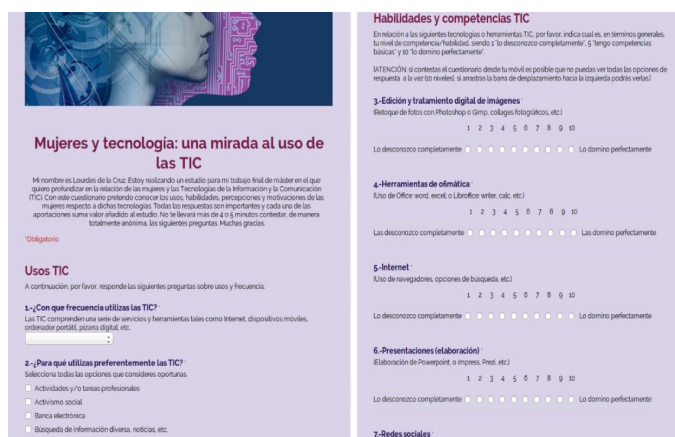 Mujeres y tecnología: una mirada al uso de
las TIC
Mi nombre es Lourdes de la Cruz. Estoy realizando un estudio para mi trabajo final de máster en el que
quiero profundizar en la relación de las mujeres y las Tecnologías de la Información y la Comunicación
(TIC). Con este cuestionario pretendo conocer los usos, habilidades, percepciones y motivaciones de las
mujeres respecto a dichas tecnologías. Todas las respuestas son importantes y cada una de las
aportaciones suma valor añadido al estudio. No te llevará más de 4 o 5 minutos contestar, de manera
totalmente anónima, las siguientes preguntas. Muchas gracias.
*Obligatorio
Usos TIC
A continuación, por favor, responde las siguientes preguntas sobre usos y frecuencia.
1.-¿Con que frecuencia utilizas las TIC? *
Las TIC comprenden una serie de servicios y herramientas tales como Internet, dispositivos móviles,
ordenador portátil, pizarra digital, etc.
2.-¿Para qué utilizas preferentemente las TIC? *
Selecciona todas las opciones que consideres oportunas.
Actividades y/o tareas profesionales
Activismo social
Banca electrónica
Búsqueda de información diversa, noticias, etc.
Habilidades y competencias TIC
En relación a las siguientes tecnologías o herramientas TIC, por favor, indica cual es, en términos generales,
tu nivel de competencia/habilidad, siendo 1 "lo desconozco completamente", 5 "tengo competencias
básicas" y 10 "lo domino perfectamente".
[ATENCIÓN: si contestas el cuestionario desde tu móvil es posible que no puedas ver todas las opciones de
respuesta a la vez (10 niveles), si arrastras la barra de desplazamiento hacia la izquierda podrás verlas.]
3.-Edición y tratamiento digital de imágenes *
(Retoque de fotos con Photoshop o Gimp, collages fotográficos, etc.)
1 2 3 4 5 6 7 8 9 10
Lo desconozco completamente Lo domino perfectamente
4.-Herramientas de ofimática *
(Uso de Office: word, excel; o Libroffice: writer, calc, etc.)
1 2 3 4 5 6 7 8 9 10
Las desconozco completamente Las domino perfectamente
5.-Internet *
(Uso de navegadores, opciones de búsqueda, etc.)
1 2 3 4 5 6 7 8 9 10
Lo desconozco completamente Lo domino perfectamente
6.-Presentaciones (elaboración) *
(Elaboración de Powerpoint, o Impress, Prezi, etc.)
1 2 3 4 5 6 7 8 9 10
Lo desconozco completamente Lo domino perfectamente
7.-Redes sociales *